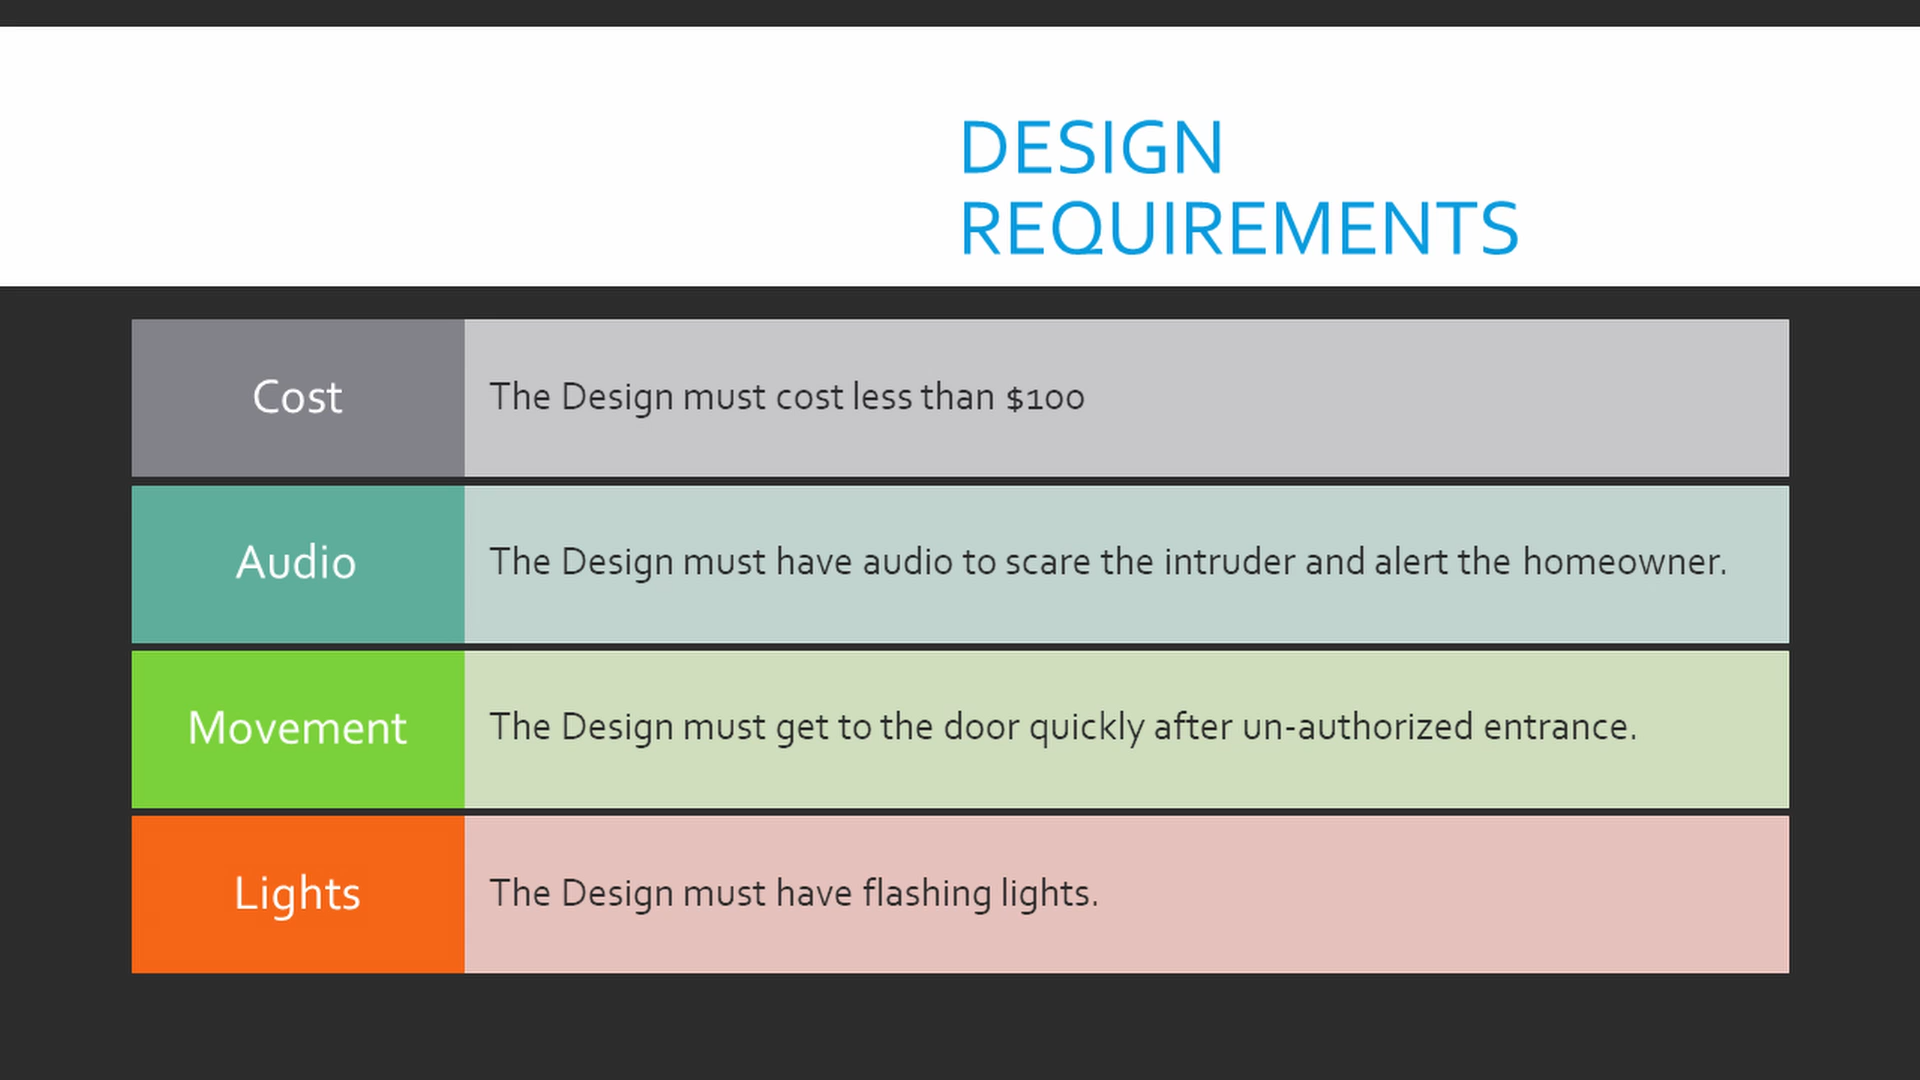 DESIGN
REQUIREMENTS
Cost
The Design must cost less than $100
Audio
The Design must have audio to scare the intruder and alert the homeowner.
Movement
The Design must get to the door quickly after un-authorized entrance.
Lights
The Design must have flashing lights.